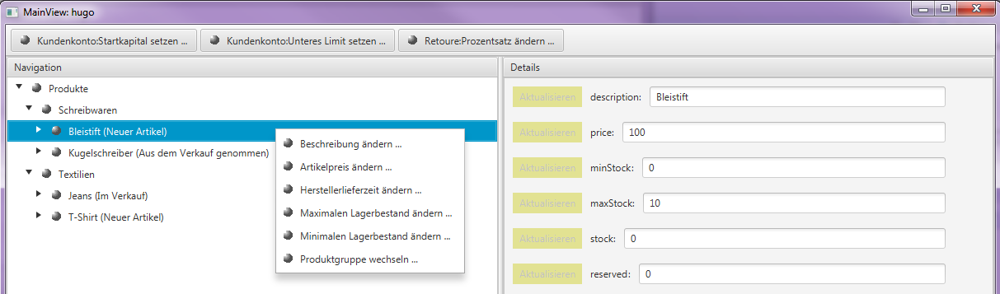 MainView: hugo
Kundenkonto:Startkapital setzen ...
Kundenkonto:Unteres Limit setzen ...
Retoure:Prozentsatz ändern ...
Navigation
Produkte
Schreibwaren
Bleistift (Neuer Artikel)
Kugelschreiber (Aus dem Verkauf genommen)
Textilien
Jeans (Im Verkauf)
T-Shirt (Neuer Artikel)
Beschreibung ändern ...
Artikelpreis ändern ...
Herstellerlieferzeit ändern ...
Maximalen Lagerbestand ändern ...
Minimalen Lagerbestand ändern ...
Produktgruppe wechseln ...
Details
Aktualisieren description: Bleistift
Aktualisieren price: 100
Aktualisieren minStock: 0
Aktualisieren maxStock: 10
Aktualisieren stock: 0
Aktualisieren reserved: 0